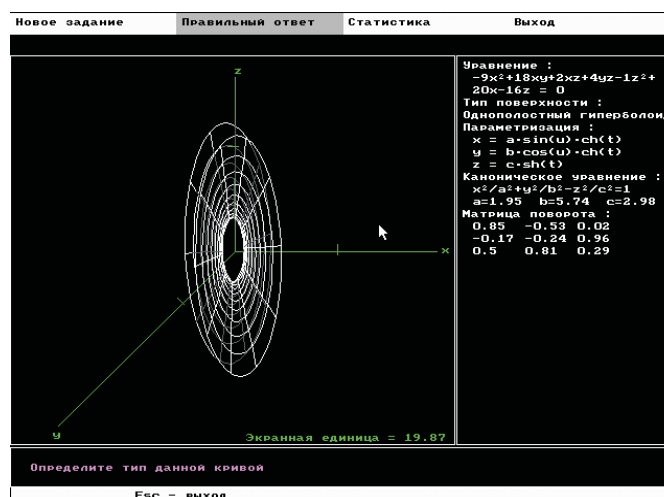 Новое задание Правильный ответ Статистика Выход
Уравнение :
-9x²+18xy+2xz+4yz-1z²+
20x-16z = 0
Тип поверхности :
Однополостный гиперболоид
Параметризация :
x = a·sin(u)·ch(t)
y = b·cos(u)·ch(t)
z = c·sh(t)
Каноническое уравнение :
x²/a²+y²/b²-z²/c²=1
a=1.95 b=5.74 c=2.98
Матрица поворота :
0.85 -0.53 0.02
-0.17 -0.24 0.96
0.5 0.81 0.29
z
x
y
Экранная единица = 19.87
Определите тип данной кривой
Esc - выход